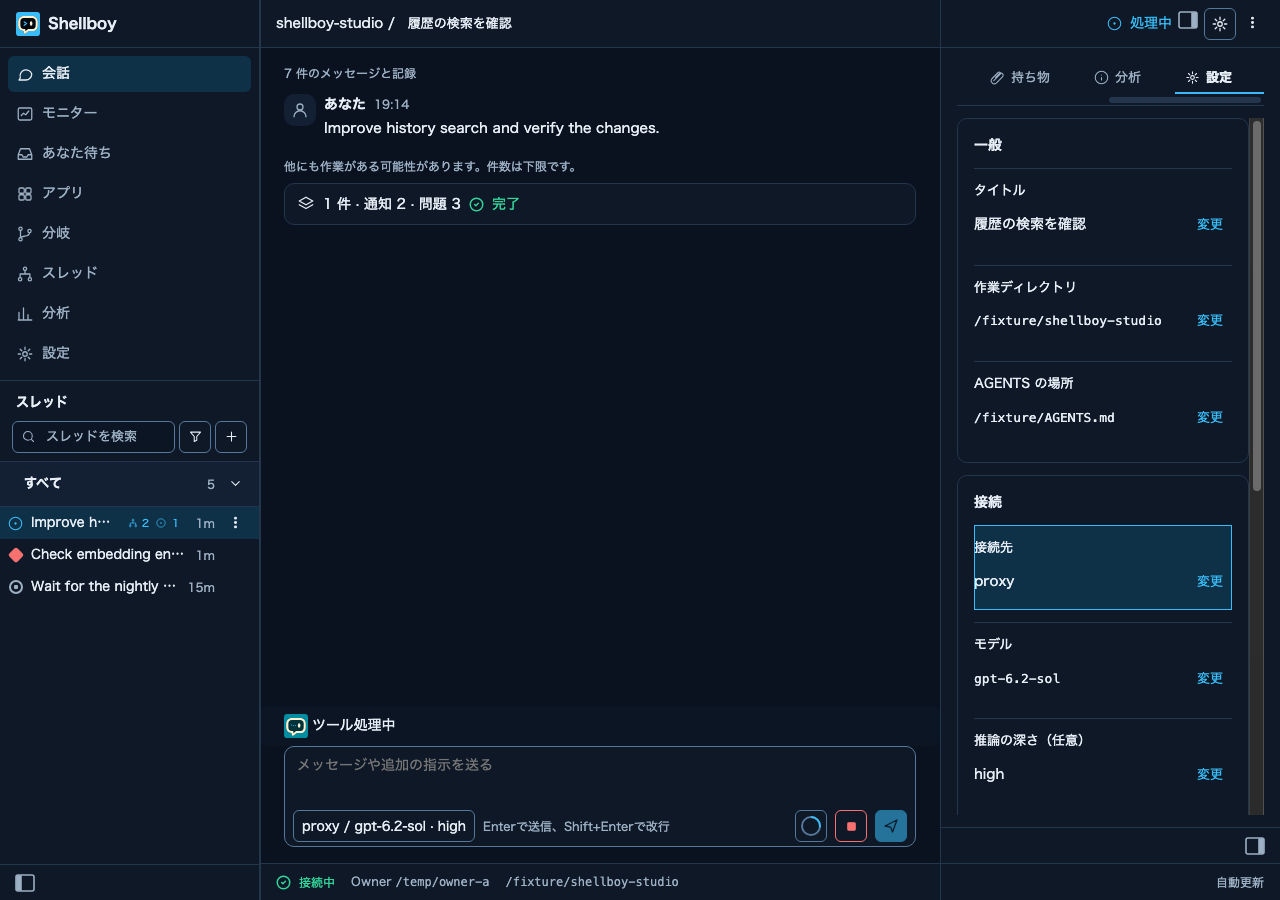 Shellboy
会話
モニター
あなた待ち
アプリ
分岐
スレッド
分析
設定
スレッド
スレッドを検索
すべて 5
Improve h… 2 1 1m
Check embedding en… 1m
Wait for the nightly … 15m
shellboy-studio / 履歴の検索を確認
7 件のメッセージと記録
あなた 19:14
Improve history search and verify the changes.
他にも作業がある可能性があります。件数は下限です。
1 件 · 通知 2 · 問題 3 完了
ツール処理中
メッセージや追加の指示を送る
proxy / gpt-6.2-sol · high Enterで送信、Shift+Enterで改行
接続中 Owner /temp/owner-a /fixture/shellboy-studio
処理中
持ち物 分析 設定
一般
タイトル
履歴の検索を確認 変更
作業ディレクトリ
/fixture/shellboy-studio 変更
AGENTS の場所
/fixture/AGENTS.md 変更
接続
接続先
proxy 変更
モデル
gpt-6.2-sol 変更
推論の深さ（任意）
high 変更
自動更新